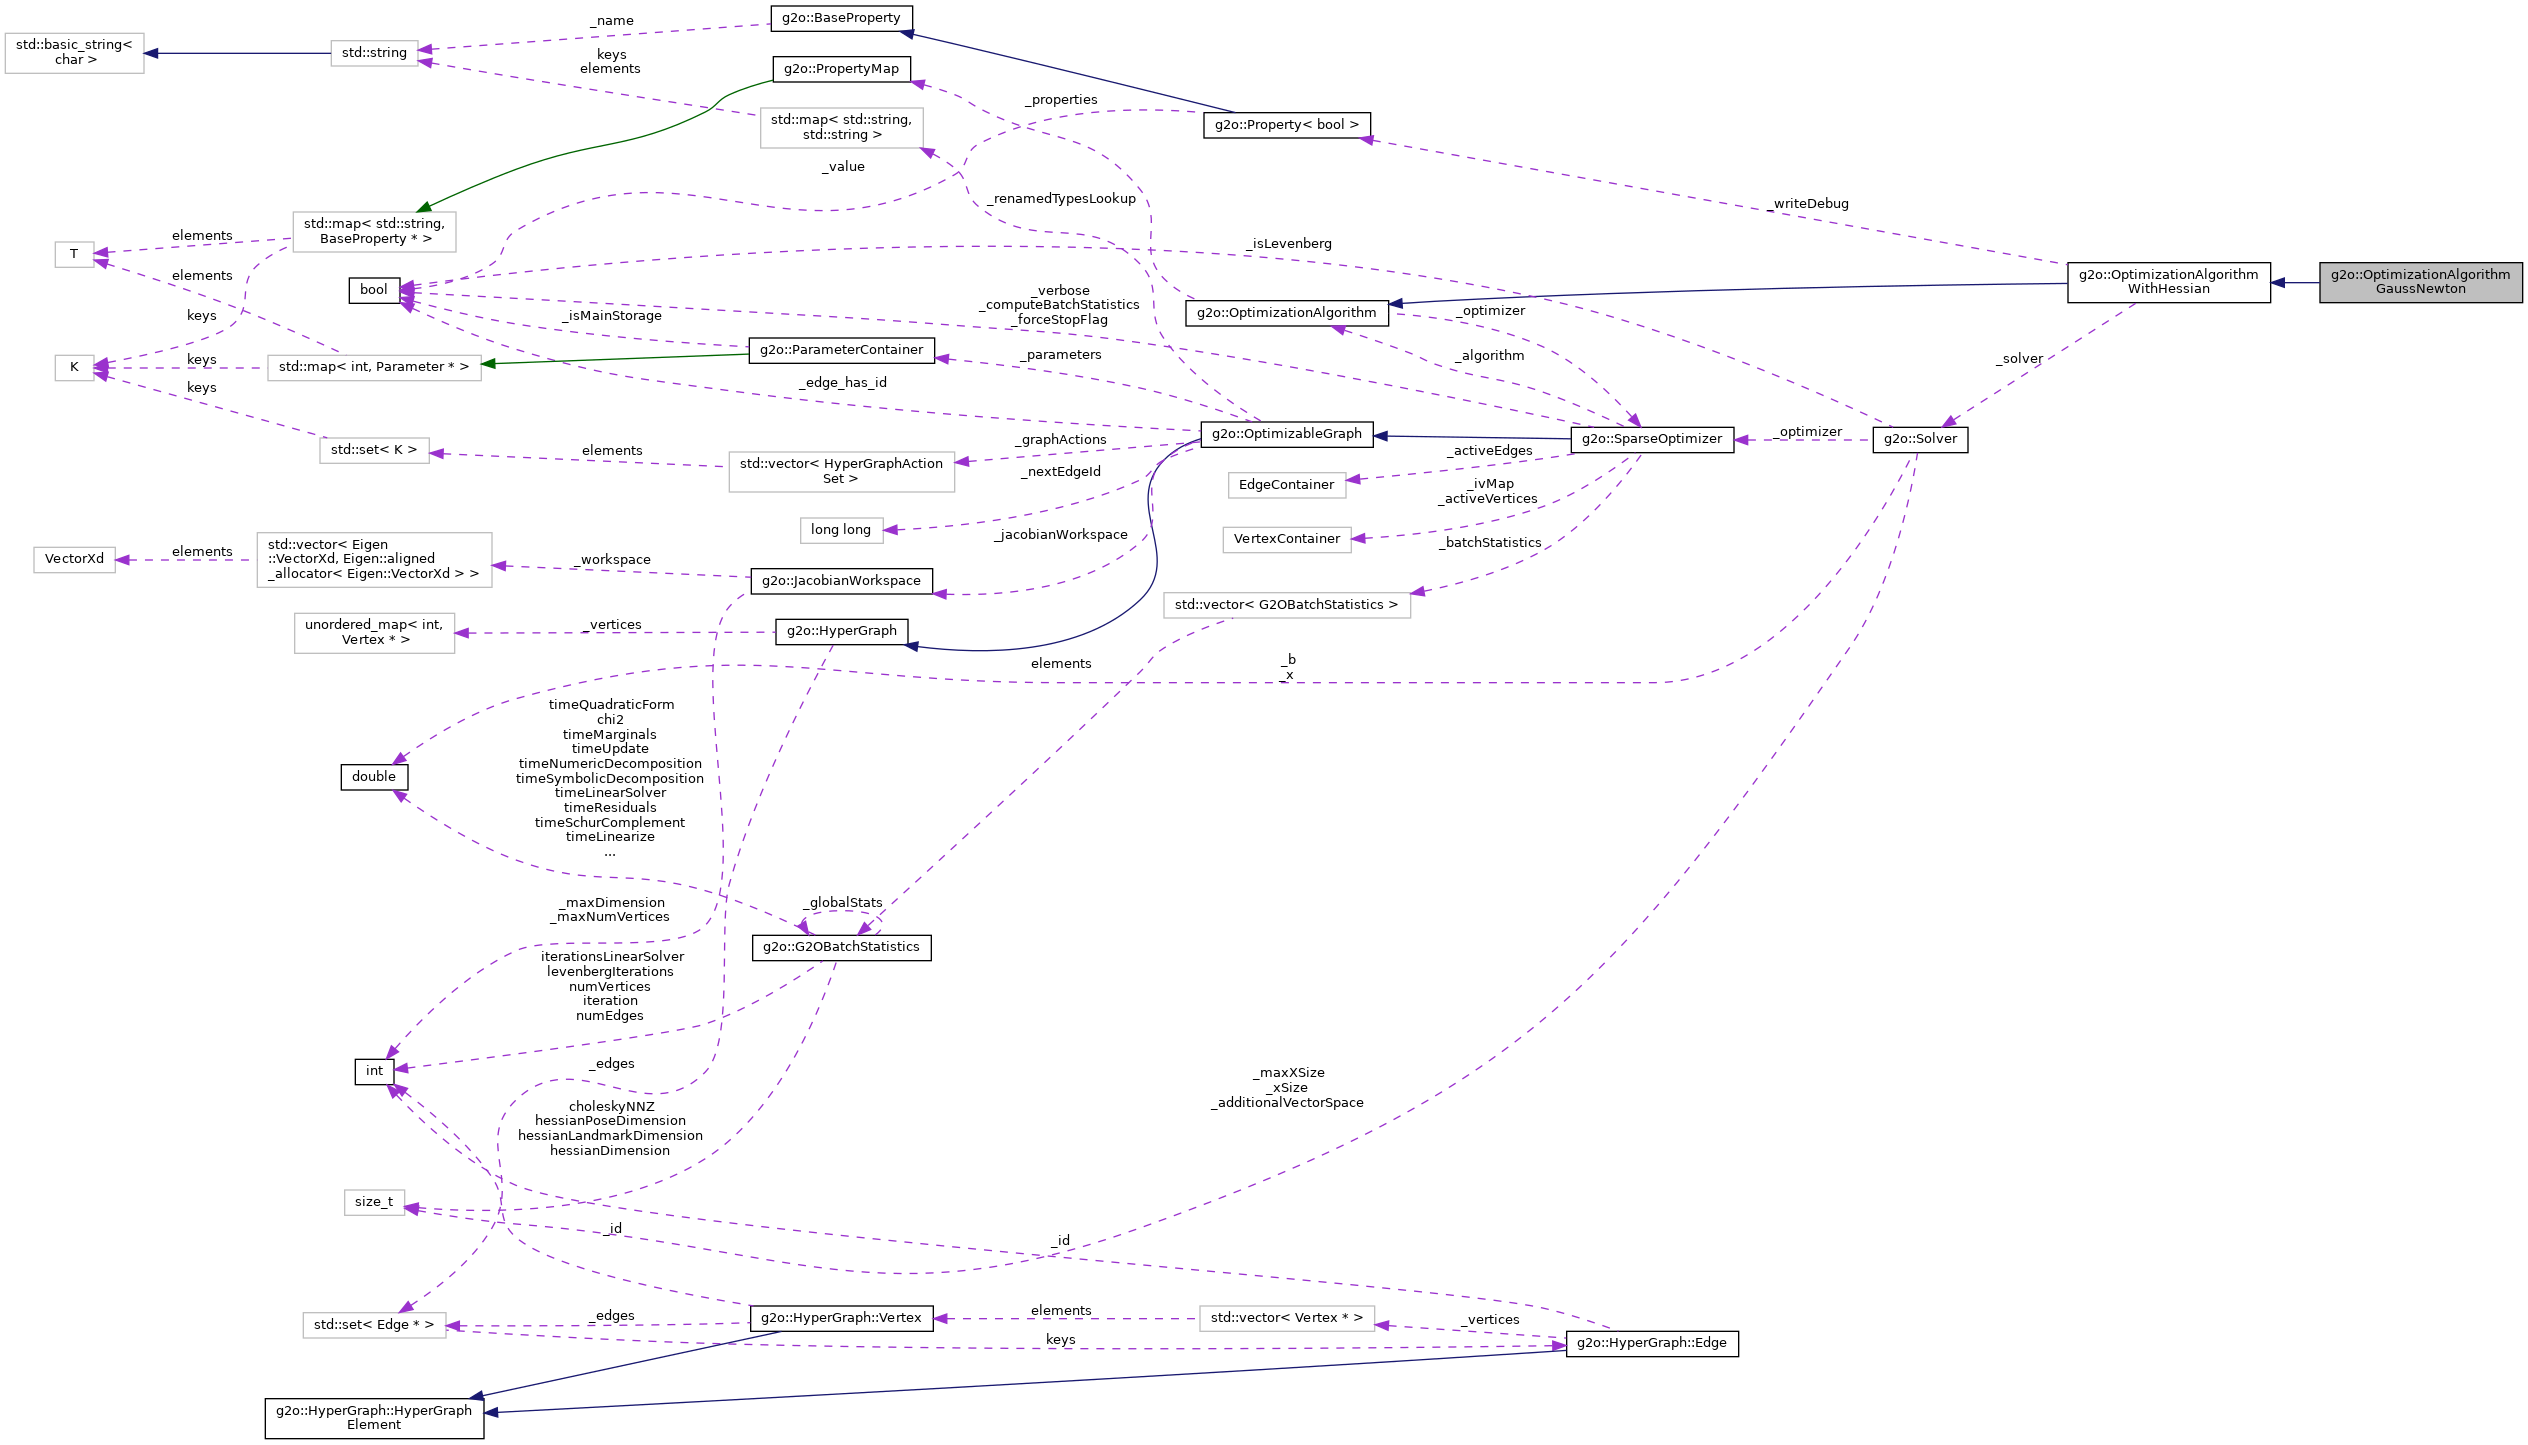 g2o::BaseProperty
_name
std::basic_string<
char >
std::string
keys
elements
g2o::PropertyMap
_properties
std::map< std::string,
std::string >
g2o::Property< bool >
_value
_renamedTypesLookup
_writeDebug
std::map< std::string,
BaseProperty * >
elements
T
_isLevenberg
elements
g2o::OptimizationAlgorithm
WithHessian
g2o::OptimizationAlgorithm
GaussNewton
bool
_verbose
_computeBatchStatistics
_forceStopFlag
keys
_isMainStorage
g2o::OptimizationAlgorithm
_optimizer
g2o::ParameterContainer
_parameters
_algorithm
_solver
keys
K
std::map< int, Parameter * >
keys
_edge_has_id
g2o::OptimizableGraph
g2o::SparseOptimizer
_optimizer
g2o::Solver
_graphActions
std::set< K >
elements
std::vector< HyperGraphAction
Set >
_activeEdges
_nextEdgeId
EdgeContainer
_ivMap
_activeVertices
long long
_jacobianWorkspace
VertexContainer
_batchStatistics
std::vector< Eigen
::VectorXd, Eigen::aligned
_allocator< Eigen::VectorXd > >
VectorXd
elements
_workspace
g2o::JacobianWorkspace
std::vector< G2OBatchStatistics >
unordered_map< int,
Vertex * >
_vertices
g2o::HyperGraph
elements
_b
_x
timeQuadraticForm
chi2
timeMarginals
timeUpdate
timeNumericDecomposition
timeSymbolicDecomposition
timeLinearSolver
timeResiduals
timeSchurComplement
timeLinearize
...
double
_maxDimension
_maxNumVertices
_globalStats
g2o::G2OBatchStatistics
iterationsLinearSolver
levenbergIterations
numVertices
iteration
numEdges
int
_edges
_maxXSize
_xSize
_additionalVectorSpace
choleskyNNZ
hessianPoseDimension
hessianLandmarkDimension
hessianDimension
size_t
_id
_id
std::set< Edge * >
_edges
g2o::HyperGraph::Vertex
elements
std::vector< Vertex * >
_vertices
keys
g2o::HyperGraph::Edge
g2o::HyperGraph::HyperGraph
Element